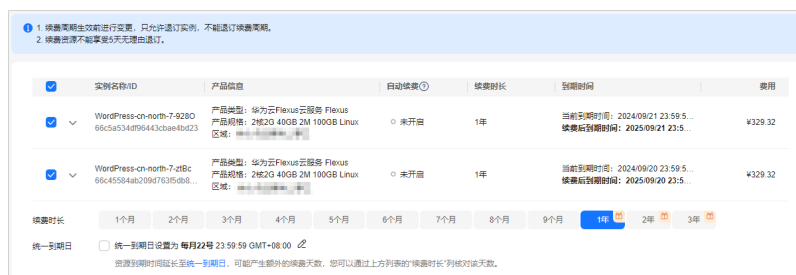 1. 续费周期生效前进行变更，只允许退订实例，不能退订续费周期。
2. 续费资源不能享受5天无理由退订。
实例名称/ID 产品信息 自动续费 续费时长 到期时间 费用
WordPress-cn-north-7-928O
66c5a534df96443cbae4bd23
产品类型：华为云Flexus云服务 Flexus
产品规格：2核2G 40GB 2M 100GB Linux
区域：
未开启
1年
当前到期时间：2024/09/21 23:59:5...
续费后到期时间：2025/09/21 23:5...
¥329.32
WordPress-cn-north-7-ztBc
66c45584ab209d763f5db8...
产品类型：华为云Flexus云服务 Flexus
产品规格：2核2G 40GB 2M 100GB Linux
区域：
未开启
1年
当前到期时间：2024/09/20 23:59:5...
续费后到期时间：2025/09/20 23:5...
¥329.32
续费时长 1个月 2个月 3个月 4个月 5个月 6个月 7个月 8个月 9个月 1年 2年 3年
统一到期日 统一到期日设置为 每月22号 23:59:59 GMT+08:00
资源到期时间延长至统一到期日，可能产生额外的续费天数，您可以通过上方列表的“续费时长”列核对该天数。